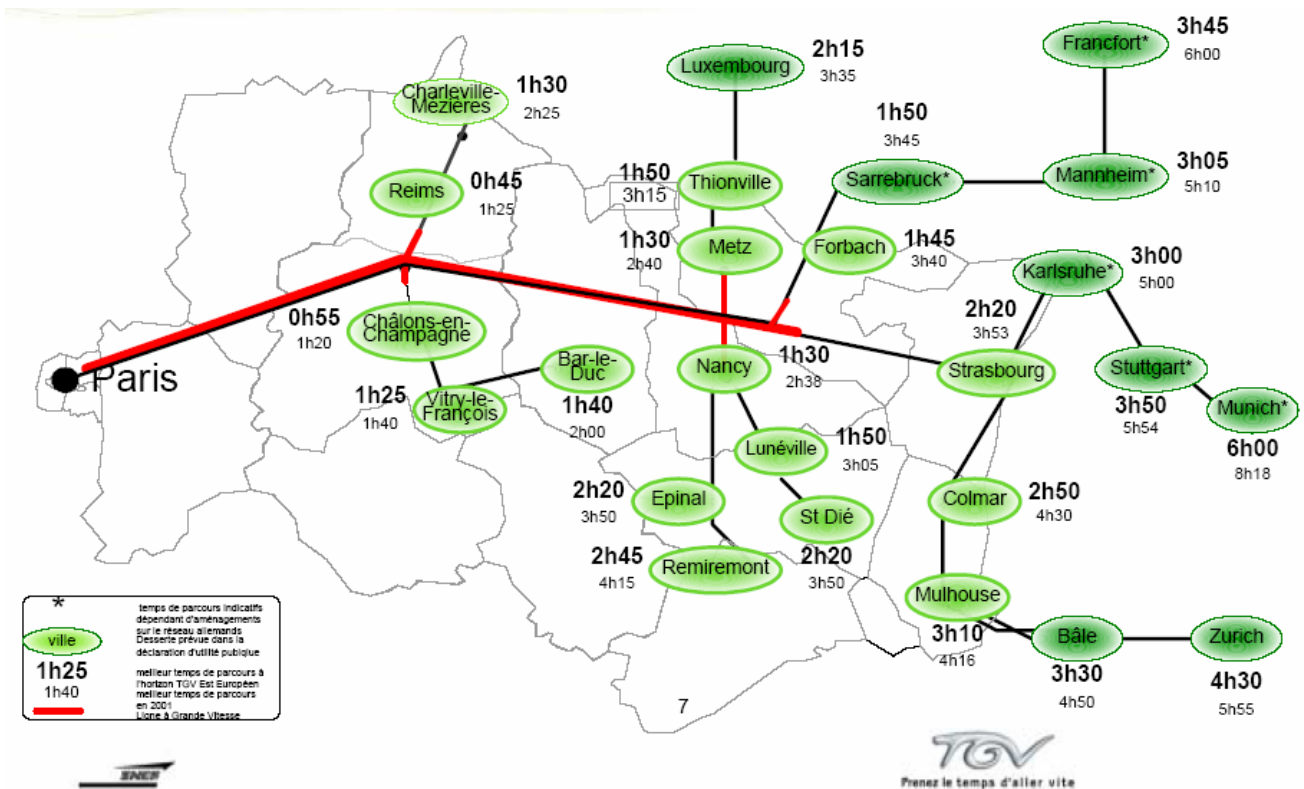 Francfort*
3h45
6h00
Luxembourg
2h15
3h35
Charleville-
Mezières
1h30
2h25
1h50
3h45
Sarrebruck*
Mannheim*
3h05
5h10
Reims
0h45
1h25
1h50
3h15
Thionville
1h30
2h40
Metz
Forbach
1h45
3h40
Karlsruhe*
3h00
5h00
0h55
1h20
Châlons-en-
Champagne
2h20
3h53
Strasbourg
Paris
Bar-le-
Duc
1h40
2h00
Nancy
1h30
2h38
Stuttgart*
3h50
5h54
Munich*
6h00
8h18
1h25
1h40
Vitry-le-
François
Lunéville
1h50
3h05
2h20
3h50
Epinal
St Dié
2h20
3h50
Colmar
2h50
4h30
2h45
4h15
Remiremont
Mulhouse
3h10
4h16
Bâle
3h30
4h50
Zurich
4h30
5h55
*
temps de parcours indicatifs
dépendant d'aménagements
sur le réseau allemands
ville
Desserte prévue dans la
déclaration d'utilité pubique
1h25
1h40
meilleur temps de parcours à
l'horizon TGV Est Européen
meilleur temps de parcours
en 2001
Ligne à Grande Vitesse
7
SNCF
TGV
Prenez le temps d'aller vite